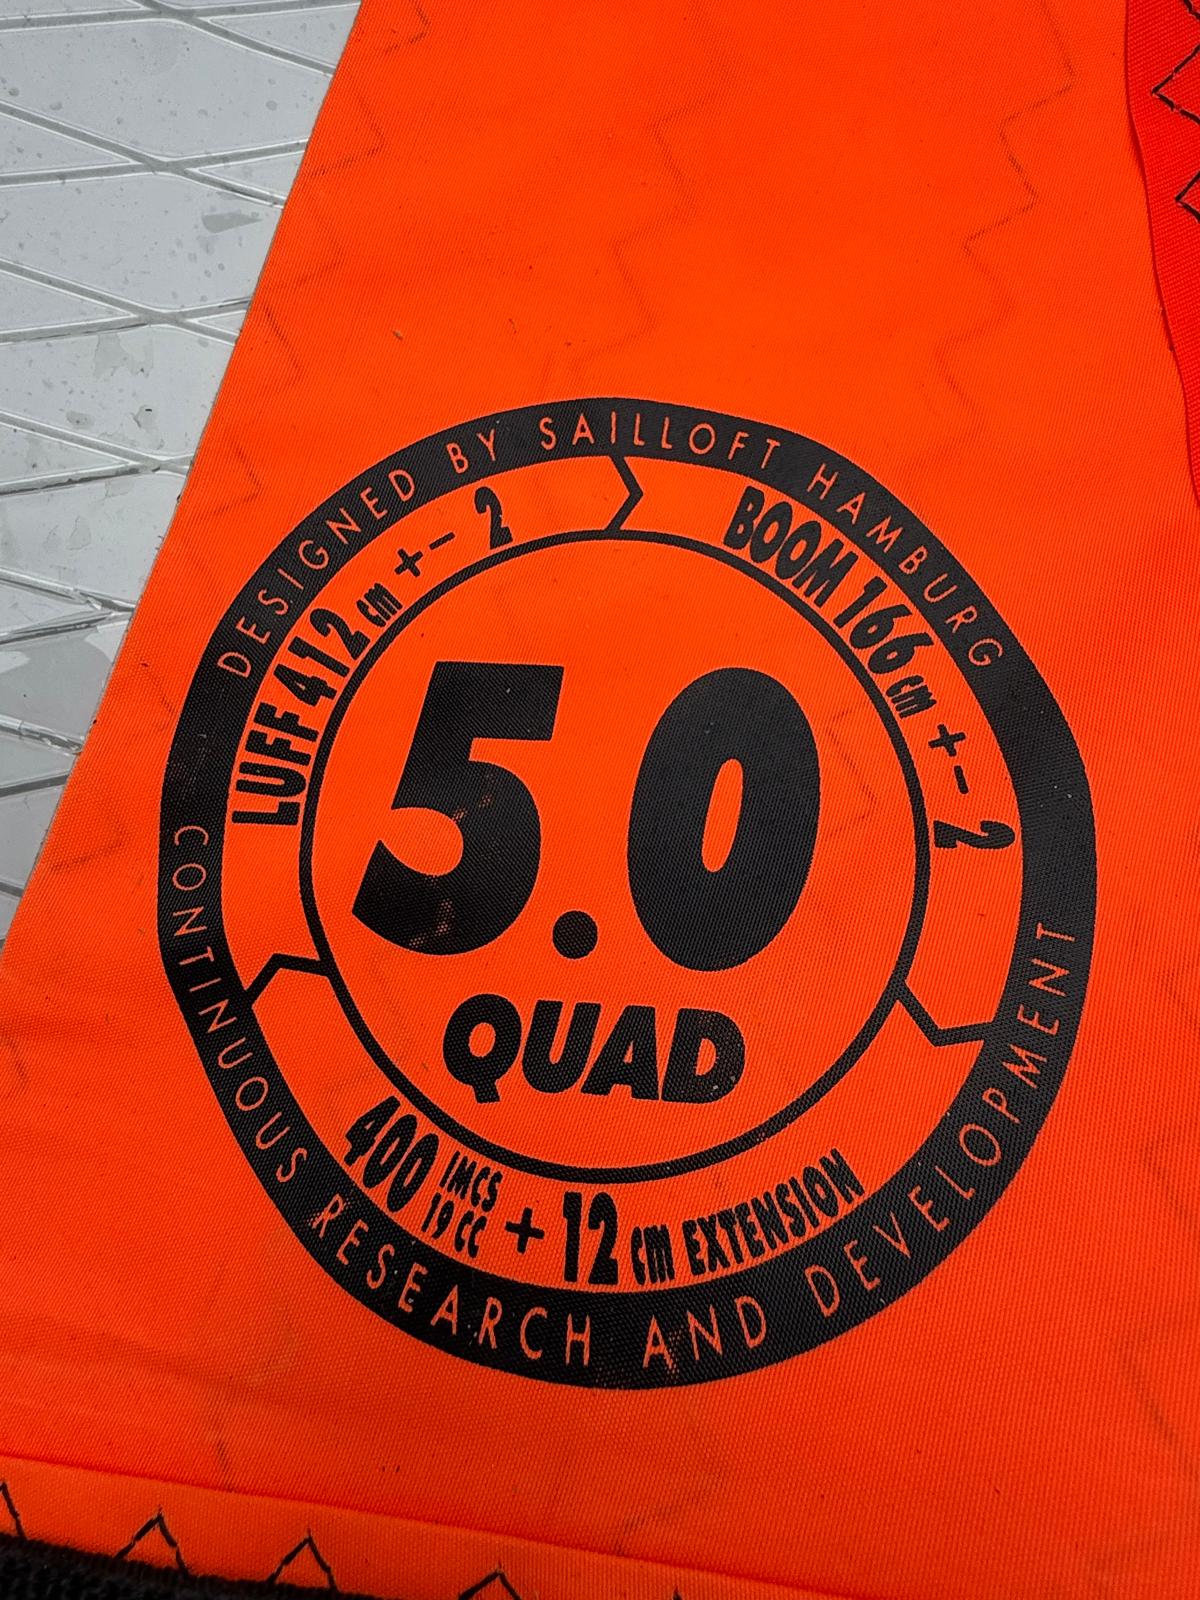 DESIGNED BY SAILLOFT HAMBURG
LUFF 412 cm +- 2
BOOM 166 cm +- 2
5.0
QUAD
400 IMCS 19 CC + 12 cm EXTENSION
CONTINUOUS RESEARCH AND DEVELOPMENT